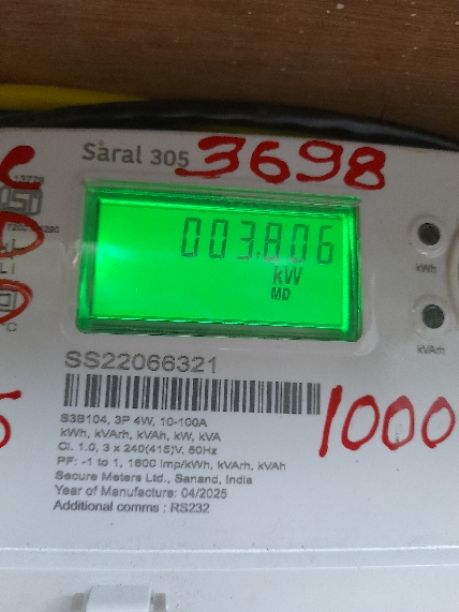 Saral 305 3698
C
13779
ISI
003.806
kW
MD
kWh
kVArh
°C
SS22066321
S3B104, 3P 4W, 10-100A
kWh, kVArh, kVAh, kW, kVA
Cl. 1.0, 3 x 240(415)V, 50Hz
PF: -1 to 1, 1600 Imp/kWh, kVArh, kVAh
Secure Meters Ltd., Sanand, India
Year of Manufacture: 04/2025
Additional comms : RS232
1000